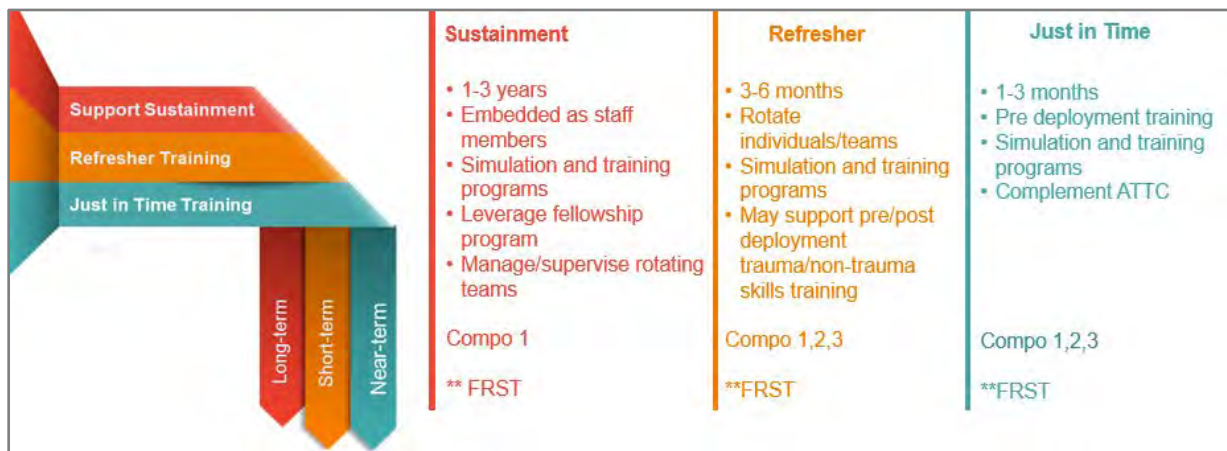 Support Sustainment
Refresher Training
Just in Time Training
Long-term
Short-term
Near-term
Sustainment
• 1-3 years
• Embedded as staff
members
• Simulation and training
programs
• Leverage fellowship
program
• Manage/supervise rotating
teams
Compo 1
** FRST
Refresher
• 3-6 months
• Rotate
individuals/teams
• Simulation and training
programs
• May support pre/post
deployment
trauma/non-trauma
skills training
Compo 1,2,3
**FRST
Just in Time
• 1-3 months
• Pre deployment training
• Simulation and training
programs
• Complement ATTC
Compo 1,2,3
**FRST